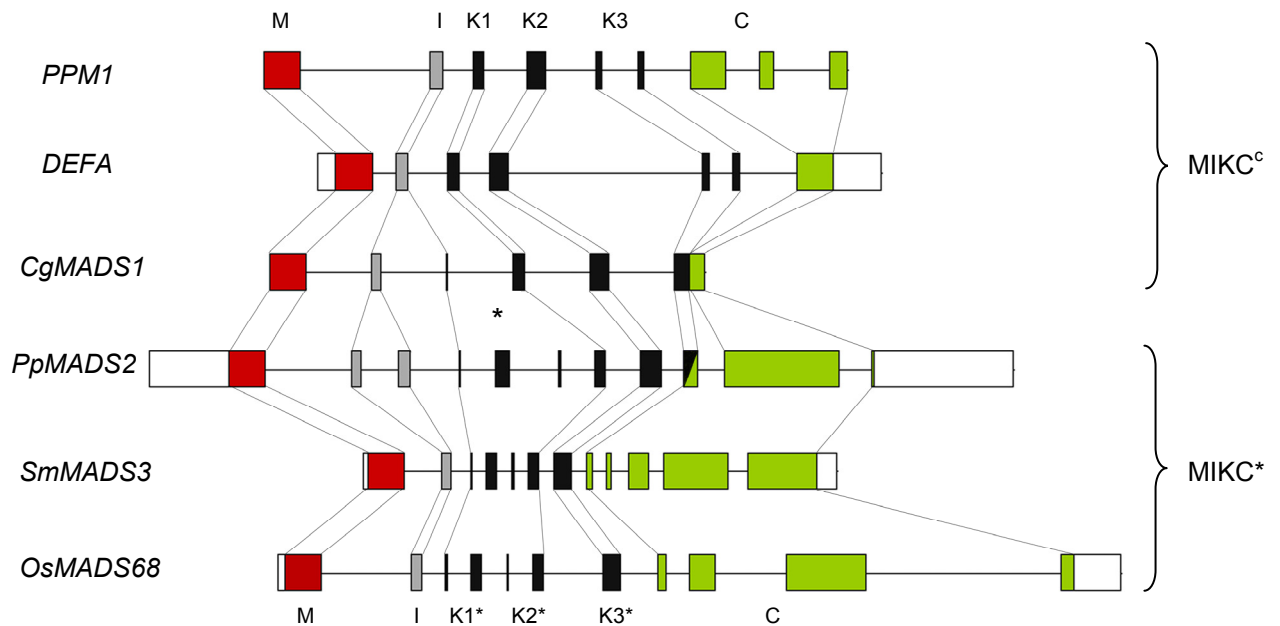 M I K1 K2 K3 C
PPM1
DEFA
MIKCᶜ
CgMADS1
*
PpMADS2
SmMADS3
MIKC*
OsMADS68
M I K1* K2* K3* C